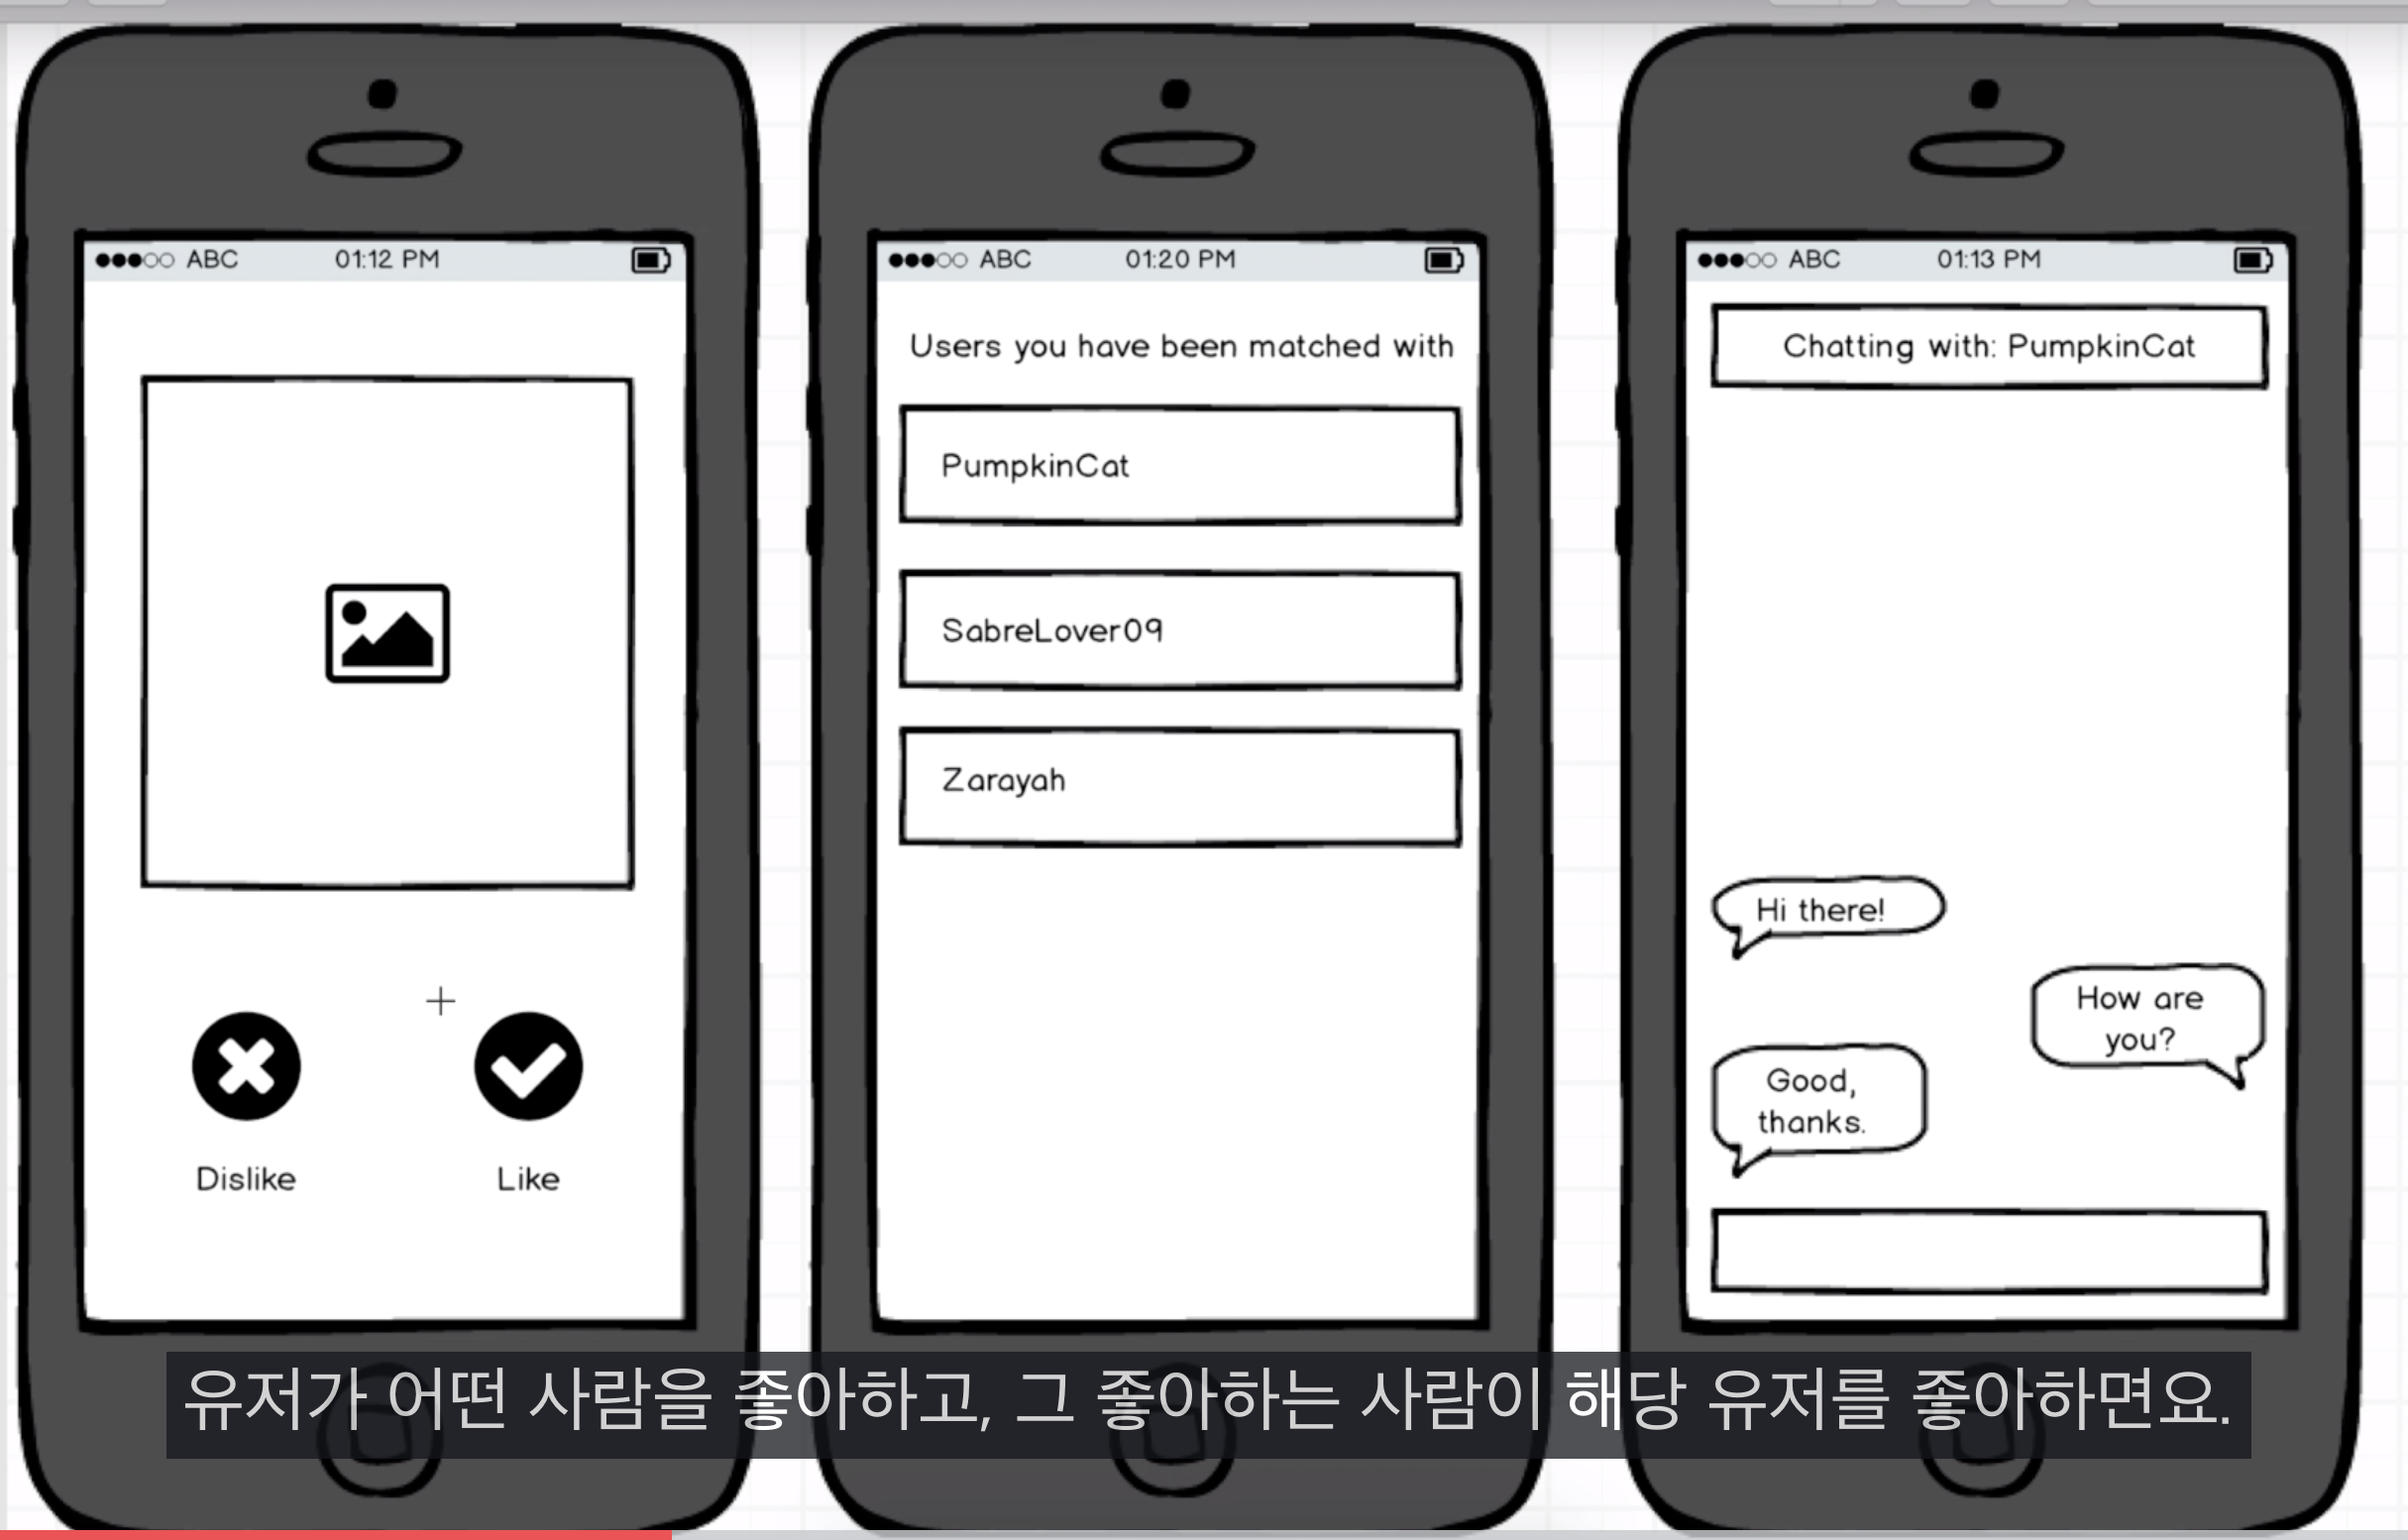 ABC 01:12 PM
Dislike
Like
ABC 01:20 PM
Users you have been matched with
PumpkinCat
SabreLover09
Zarayah
ABC 01:13 PM
Chatting with: PumpkinCat
Hi there!
How are
you?
Good,
thanks.
유저가 어떤 사람을 좋아하고, 그 좋아하는 사람이 해당 유저를 좋아하면요.